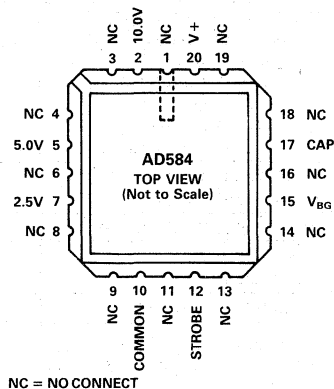 NC 10.0V NC V+ NC
3 2 1 20 19
NC 4
5.0V 5
NC 6
2.5V 7
NC 8
AD584
TOP VIEW
(Not to Scale)
18 NC
17 CAP
16 NC
15 VBG
14 NC
9 10 11 12 13
NC COMMON NC STROBE NC
NC = NO CONNECT